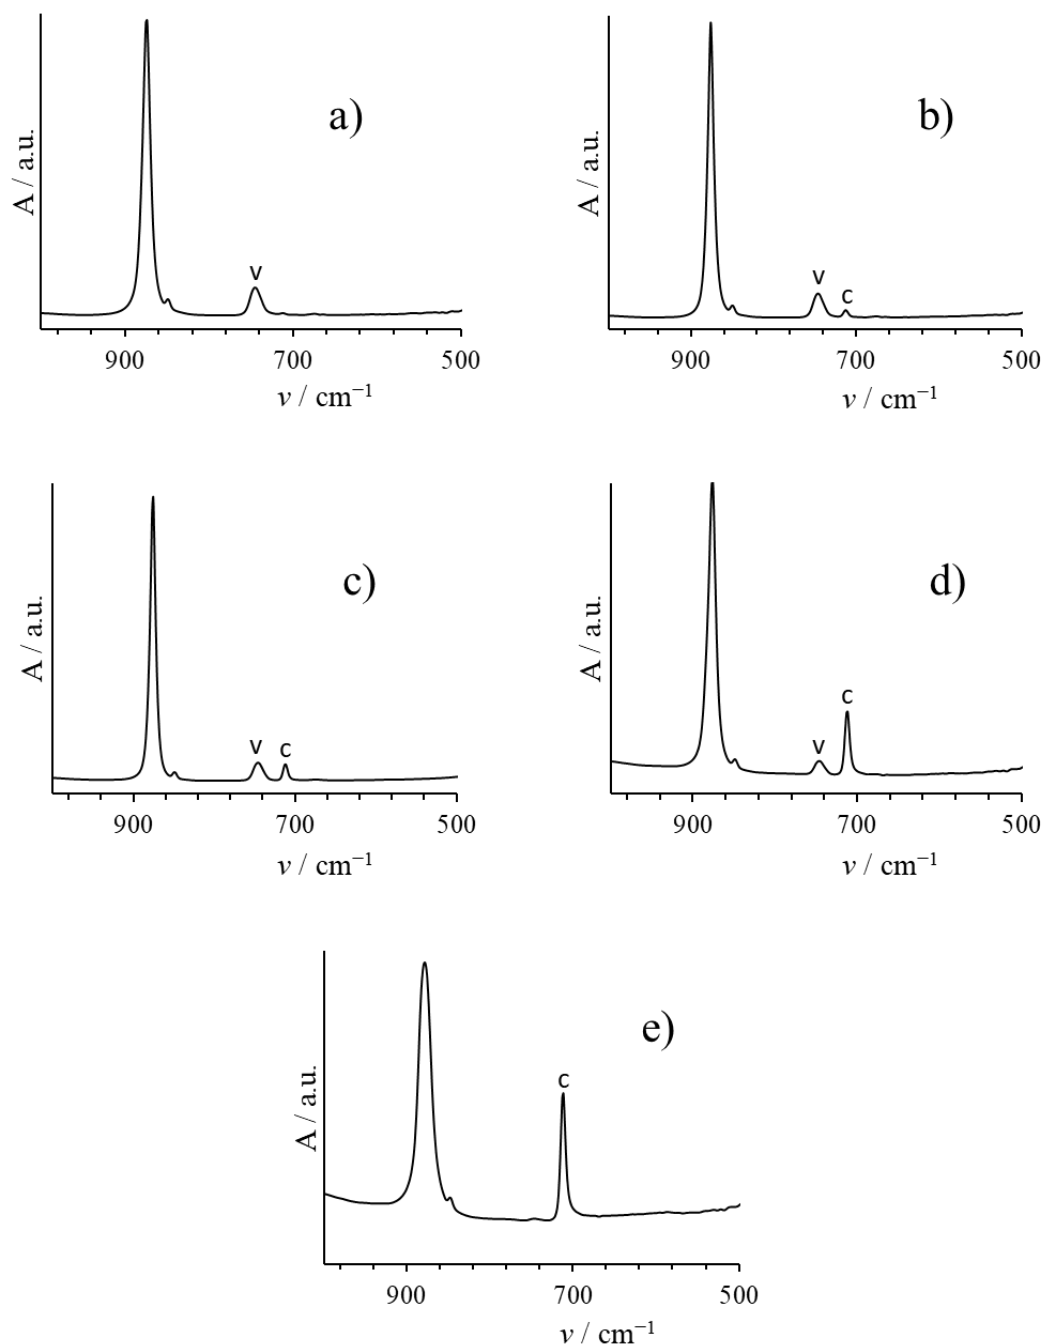 a)
A / a.u.
v
900 700 500
ν / cm⁻¹
b)
A / a.u.
v
c
900 700 500
ν / cm⁻¹
c)
A / a.u.
v c
900 700 500
ν / cm⁻¹
d)
A / a.u.
c
v
900 700 500
ν / cm⁻¹
e)
A / a.u.
c
900 700 500
ν / cm⁻¹